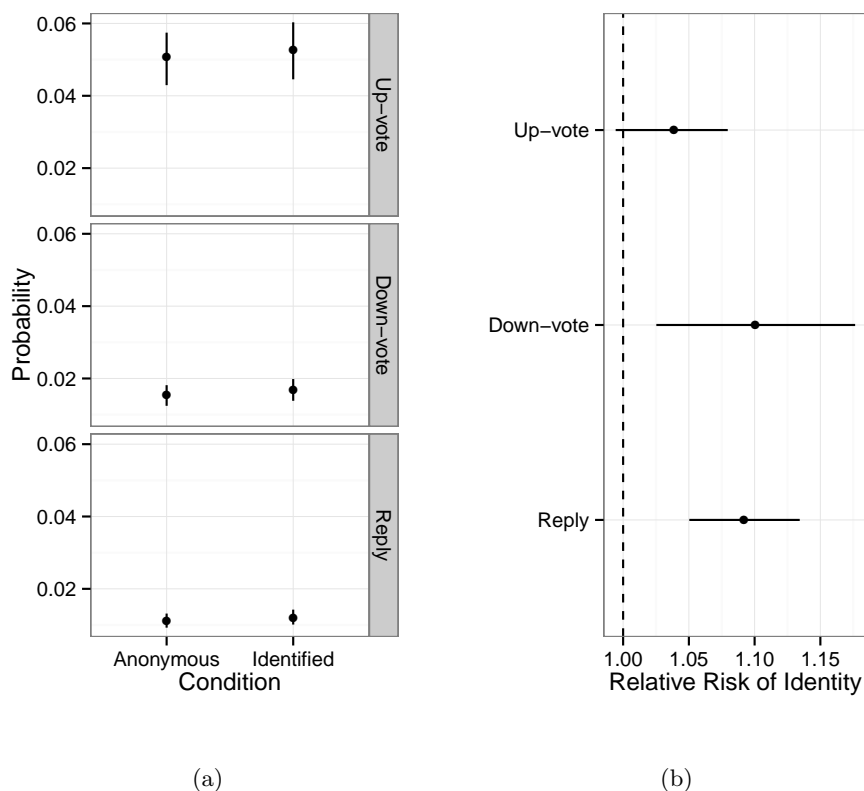 0.06
0.04
0.02
Up−vote
0.06
0.04
0.02
Down−vote
0.06
0.04
0.02
Reply
Probability
Anonymous Identified
Condition
(a)
Up−vote
Down−vote
Reply
1.00 1.05 1.10 1.15
Relative Risk of Identity
(b)